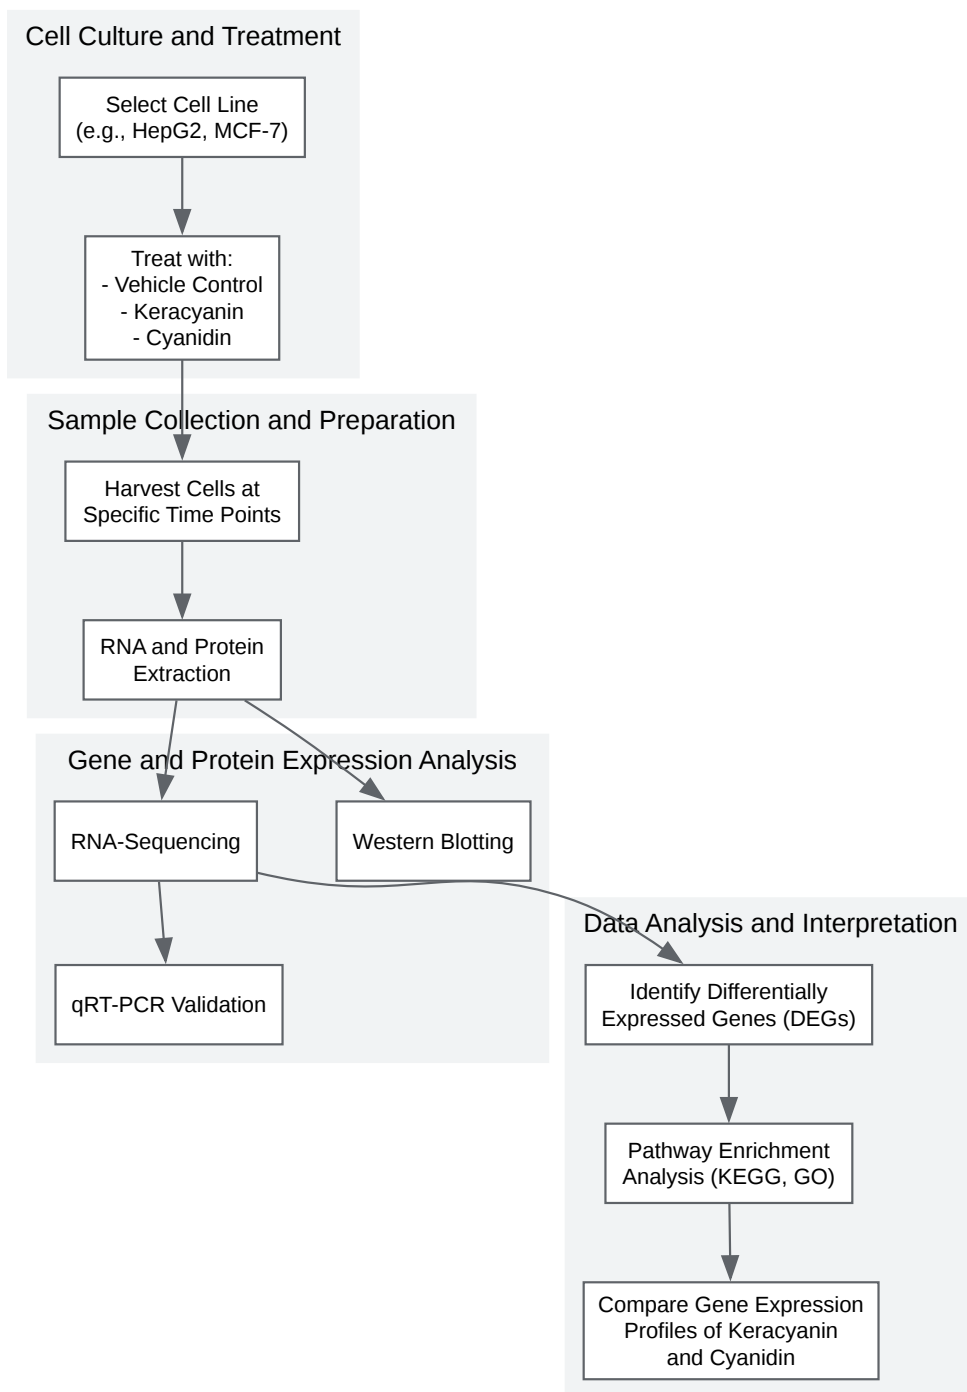 Cell Culture and Treatment
Select Cell Line
(e.g., HepG2, MCF-7)
Treat with:
- Vehicle Control
- Keracyanin
- Cyanidin
Sample Collection and Preparation
Harvest Cells at
Specific Time Points
RNA and Protein
Extraction
Gene and Protein Expression Analysis
RNA-Sequencing
Western Blotting
qRT-PCR Validation
Data Analysis and Interpretation
Identify Differentially
Expressed Genes (DEGs)
Pathway Enrichment
Analysis (KEGG, GO)
Compare Gene Expression
Profiles of Keracyanin
and Cyanidin